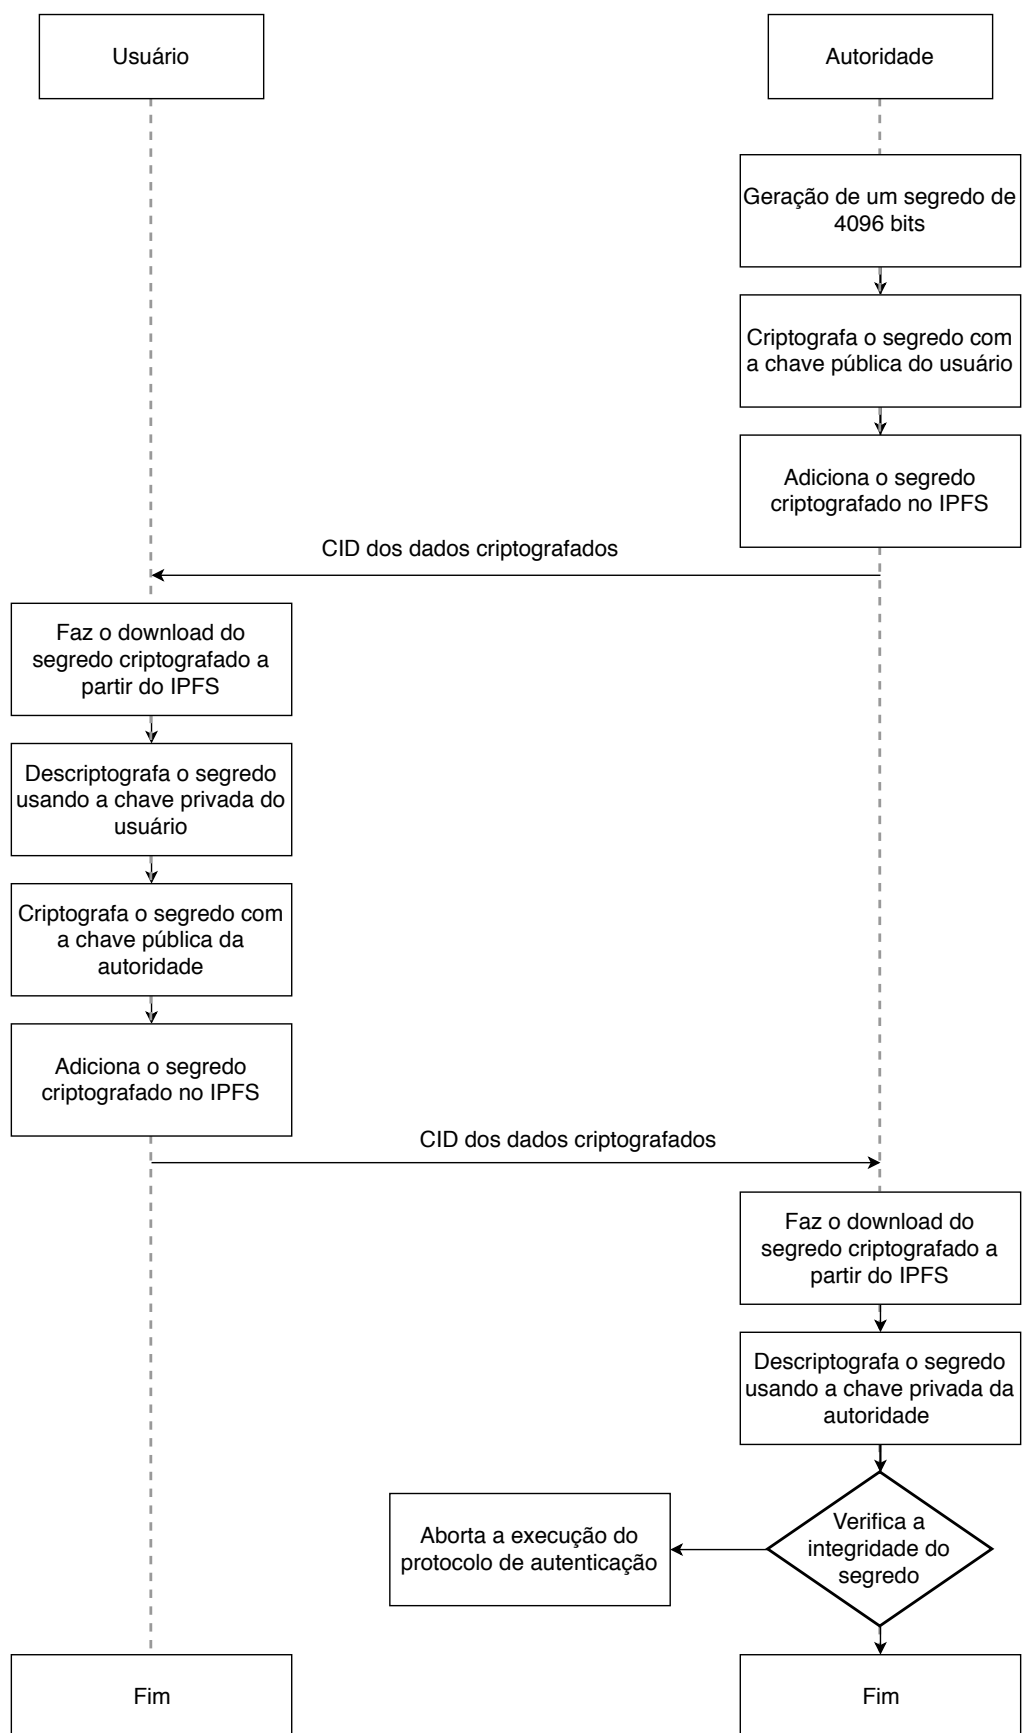 Usuário
Autoridade
Geração de um segredo de
4096 bits
Criptografa o segredo com
a chave pública do usuário
Adiciona o segredo
criptografado no IPFS
CID dos dados criptografados
Faz o download do
segredo criptografado a
partir do IPFS
Descriptografa o segredo
usando a chave privada do
usuário
Criptografa o segredo com
a chave pública da
autoridade
Adiciona o segredo
criptografado no IPFS
CID dos dados criptografados
Faz o download do
segredo criptografado a
partir do IPFS
Descriptografa o segredo
usando a chave privada da
autoridade
Verifica a
integridade do
segredo
Aborta a execução do
protocolo de autenticação
Fim
Fim